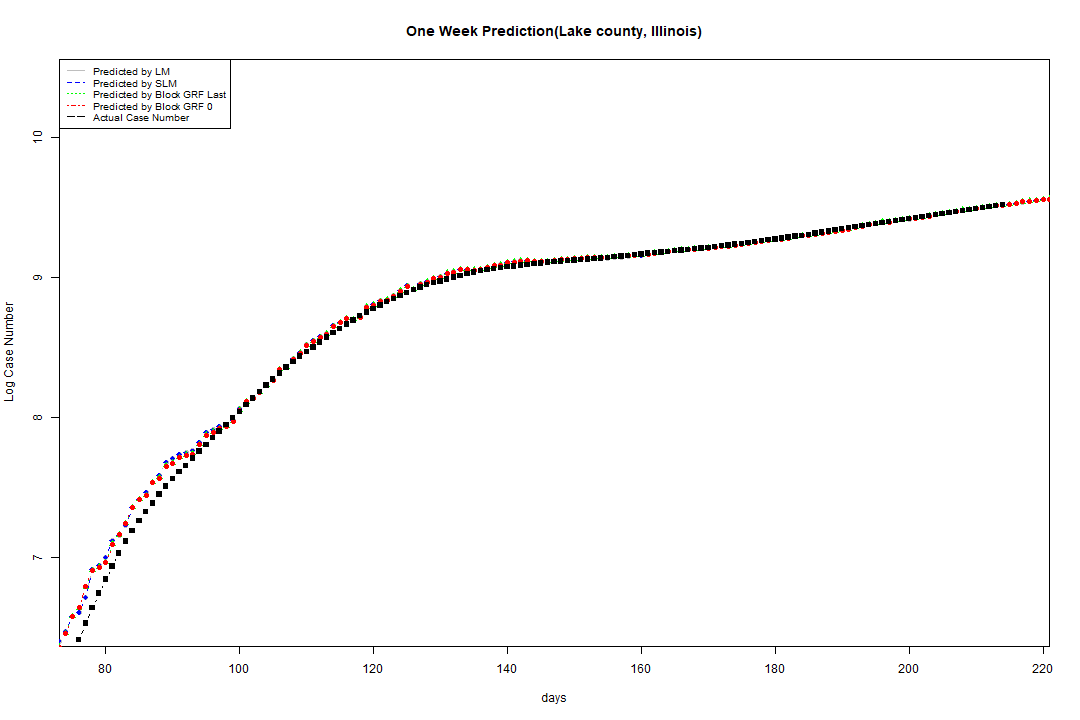 One Week Prediction(Lake county, Illinois)
Predicted by LM
Predicted by SLM
Predicted by Block GRF Last
Predicted by Block GRF 0
Actual Case Number
10
9
8
7
Log Case Number
80 100 120 140 160 180 200 220
days